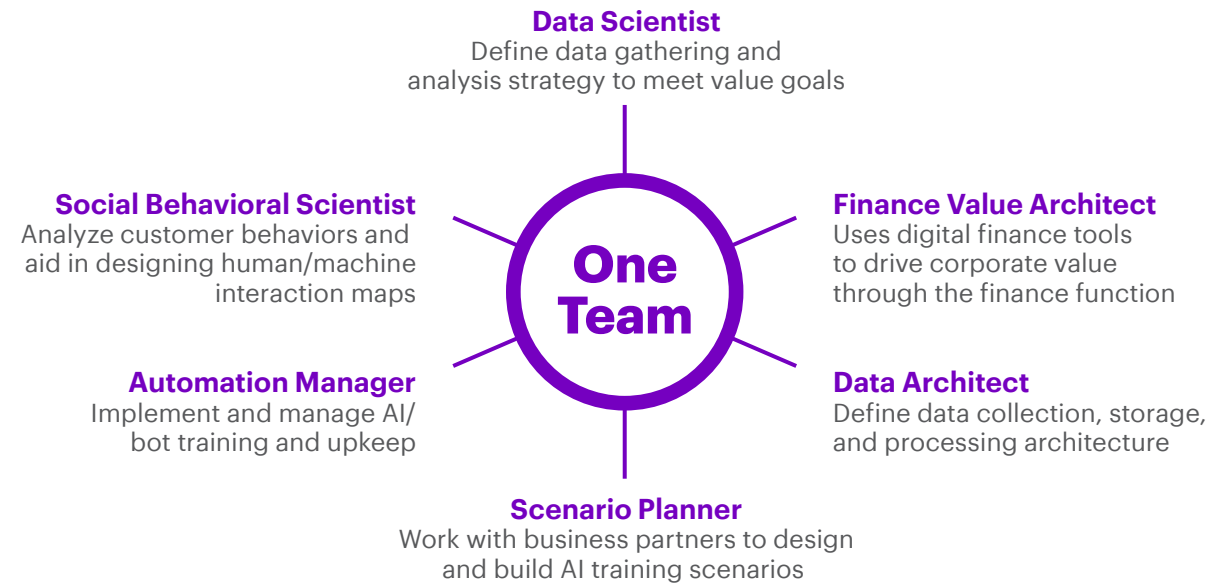 Data Scientist
Define data gathering and
analysis strategy to meet value goals
Social Behavioral Scientist
Analyze customer behaviors and
aid in designing human/machine
interaction maps
Finance Value Architect
Uses digital finance tools
to drive corporate value
through the finance function
One
Team
Automation Manager
Implement and manage AI/
bot training and upkeep
Data Architect
Define data collection, storage,
and processing architecture
Scenario Planner
Work with business partners to design
and build AI training scenarios